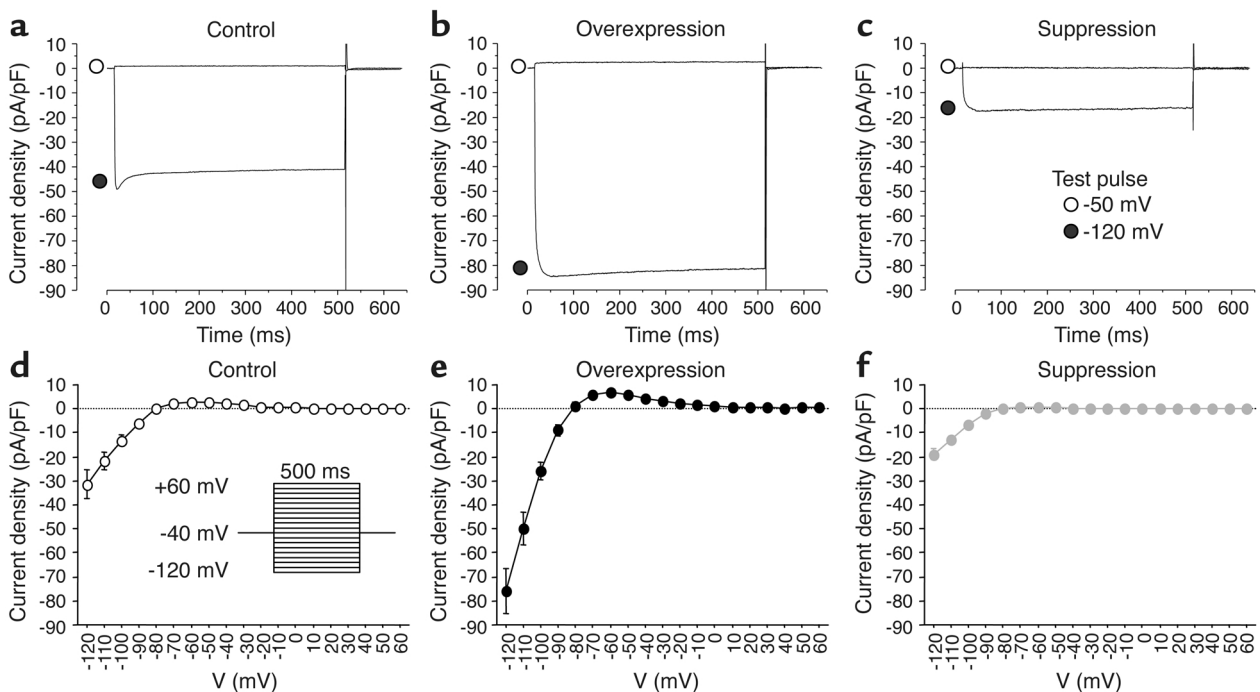 a Control
b Overexpression
c Suppression
Current density (pA/pF)
10
0
-10
-20
-30
-40
-50
-60
-70
-80
-90
0 100 200 300 400 500 600
Time (ms)
Current density (pA/pF)
10
0
-10
-20
-30
-40
-50
-60
-70
-80
-90
0 100 200 300 400 500 600
Time (ms)
Current density (pA/pF)
10
0
-10
-20
-30
-40
-50
-60
-70
-80
-90
Test pulse
-50 mV
-120 mV
0 100 200 300 400 500 600
Time (ms)
d Control
Current density (pA/pF)
10
0
-10
-20
-30
-40
-50
-60
-70
-80
-90
500 ms
+60 mV
-40 mV
-120 mV
-120 -110 -100 -90 -80 -70 -60 -50 -40 -30 -20 -10 0 10 20 30 40 50 60
V (mV)
e Overexpression
Current density (pA/pF)
10
0
-10
-20
-30
-40
-50
-60
-70
-80
-90
-120 -110 -100 -90 -80 -70 -60 -50 -40 -30 -20 -10 0 10 20 30 40 50 60
V (mV)
f Suppression
Current density (pA/pF)
10
0
-10
-20
-30
-40
-50
-60
-70
-80
-90
-120 -110 -100 -90 -80 -70 -60 -50 -40 -30 -20 -10 0 10 20 30 40 50 60
V (mV)